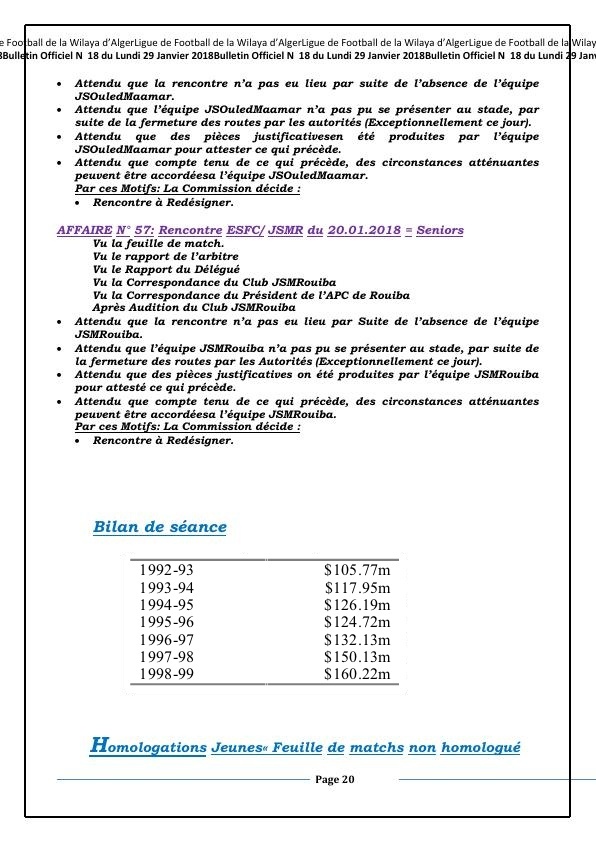 e Football de la Wilaya d’AlgerLigue de Football de la Wilaya d’AlgerLigue de Football de la Wilaya d’AlgerLigue de Football de la Wilay
8Bulletin Officiel N 18 du Lundi 29 Janvier 2018Bulletin Officiel N 18 du Lundi 29 Janvier 2018Bulletin Officiel N 18 du Lundi 29 Janv
• Attendu que la rencontre n’a pas eu lieu par suite de l’absence de l’équipe
JSOuledMaamar.
• Attendu que l’équipe JSOuledMaamar n’a pas pu se présenter au stade, par
suite de la fermeture des routes par les autorités (Exceptionnellement ce jour).
• Attendu que des pièces justificativesen été produites par l’équipe
JSOuledMaamar pour attester ce qui précède.
• Attendu que compte tenu de ce qui précède, des circonstances atténuantes
peuvent être accordéesa l’équipe JSOuledMaamar.
Par ces Motifs: La Commission décide :
• Rencontre à Redésigner.
AFFAIRE N° 57: Rencontre ESFC/ JSMR du 20.01.2018 = Seniors
Vu la feuille de match.
Vu le rapport de l’arbitre
Vu le Rapport du Délégué
Vu la Correspondance du Club JSMRouiba
Vu la Correspondance du Président de l’APC de Rouiba
Après Audition du Club JSMRouiba
• Attendu que la rencontre n’a pas eu lieu par Suite de l’absence de l’équipe
JSMRouiba.
• Attendu que l’équipe JSMRouiba n’a pas pu se présenter au stade, par suite de
la fermeture des routes par les Autorités (Exceptionnellement ce jour).
• Attendu que des pièces justificatives on été produites par l’équipe JSMRouiba
pour attesté ce qui précède.
• Attendu que compte tenu de ce qui précède, des circonstances atténuantes
peuvent être accordéesa l’équipe JSMRouiba.
Par ces Motifs: La Commission décide :
• Rencontre à Redésigner.
Bilan de séance
1992-93 $105.77m
1993-94 $117.95m
1994-95 $126.19m
1995-96 $124.72m
1996-97 $132.13m
1997-98 $150.13m
1998-99 $160.22m
Homologations Jeunes« Feuille de matchs non homologué
Page 20